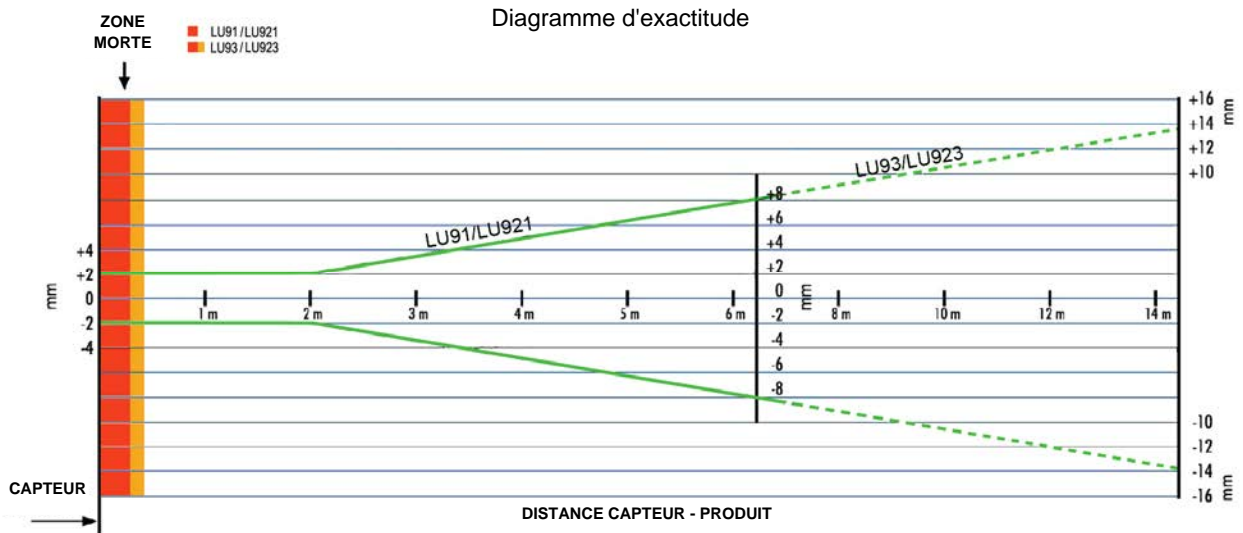 Diagramme d'exactitude
ZONE
MORTE
LU91/LU921
LU93/LU923
+16
+14
+12
+10
mm
LU93/LU923
LU91/LU921
+8
+6
+4
+2
0
-2
-4
-6
-8
mm
+4
+2
0
-2
-4
mm
1 m
2 m
3 m
4 m
5 m
6 m
8 m
10 m
12 m
14 m
-10
-12
-14
-16
mm
CAPTEUR
DISTANCE CAPTEUR - PRODUIT